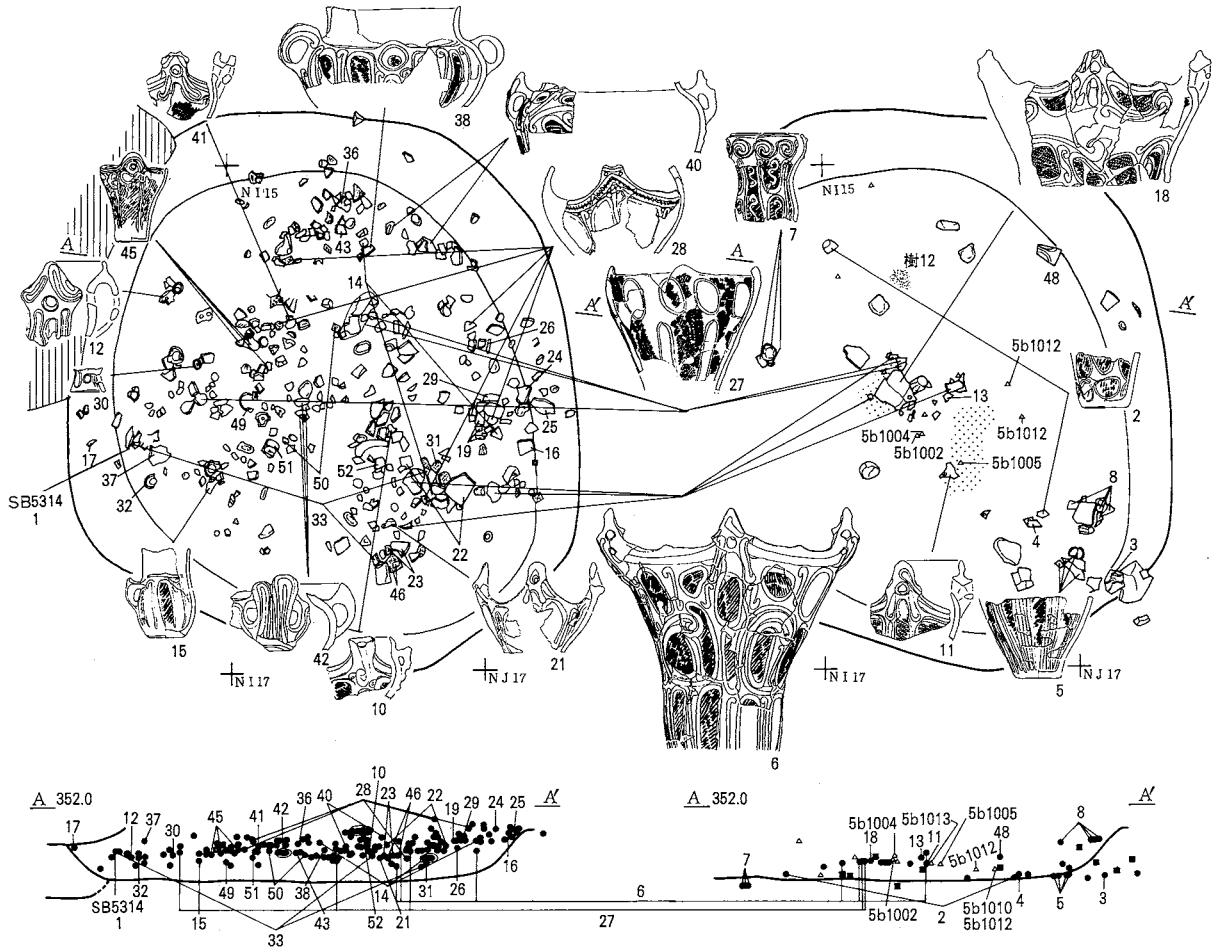 38
41
40
18
36
N I 15
N I 15
43
45
28
7
A
A
樹12
48
14
A′
A′
12
26
5b1012
24
27
29
30
13
2
49
25
5b1012
17
31
5b1004
19
16
5b1002
51
52
5b1005
37
50
8
SB5314
1
32
33
22
4
3
23
46
15
42
21
11
N I 17
N J 17
N I 17
5
N J 17
10
6
A 352.0
10
A′
A 352.0
A′
28 23 46
12 37 45 41 42 36 40 22 19 29 24 25
5b1013 5b1005
5b1004 11
8
17
30
18 13 48
5b1012
7
16
32 49 51 50 38 31 26
SB5314
1
15 43 14
6
5b1002
2
5b1010
5b1012
4 5 3
33
52 21
27